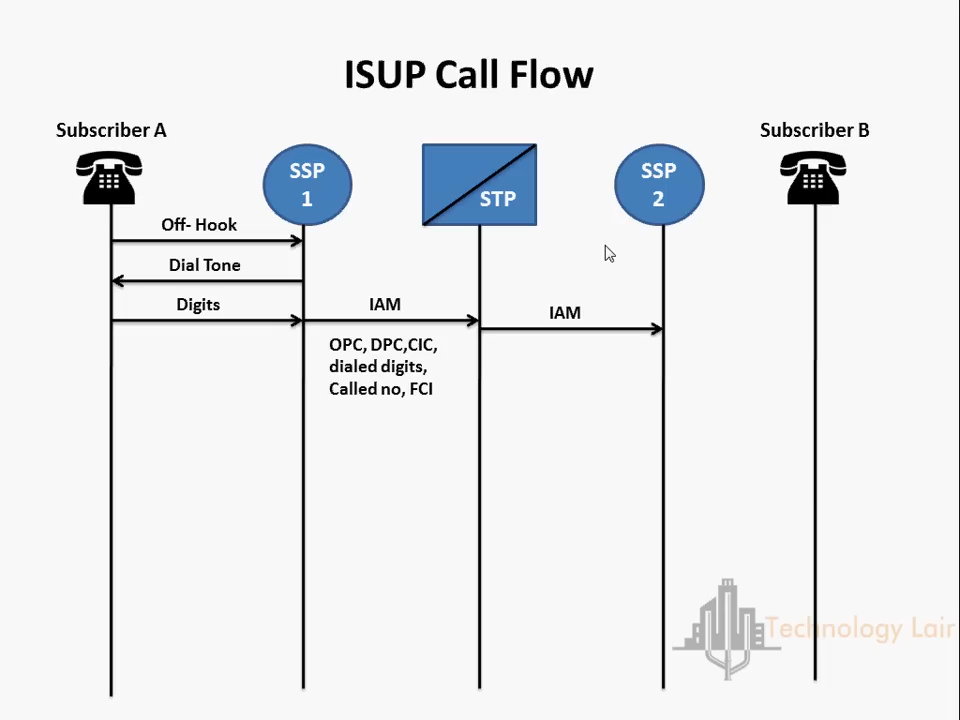 ISUP Call Flow
Subscriber A
Subscriber B
SSP
1
STP
SSP
2
Off- Hook
Dial Tone
Digits
IAM
IAM
OPC, DPC,CIC,
dialed digits,
Called no, FCI
Technology Lair